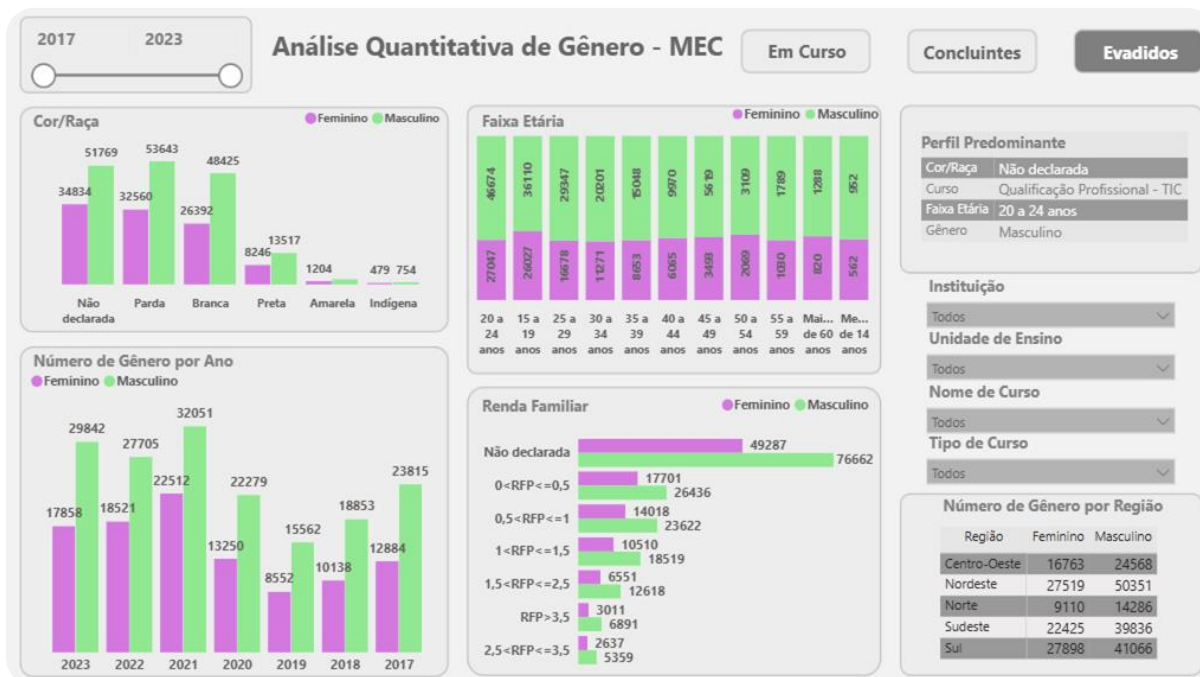 2017 2023
Análise Quantitativa de Gênero - MEC
Em Curso
Concluintes
Evadidos
Cor/Raça
Feminino Masculino
51769 53643 48425
34834 32560 26392
8246 13517
1204 479 754
Não declarada Parda Branca Preta Amarela Indígena
Número de Gênero por Ano
Feminino Masculino
29842 27705 32051 22279 15562 18853 23815
17858 18521 22512 13250 8552 10138 12884
2023 2022 2021 2020 2019 2018 2017
Faixa Etária
Feminino Masculino
46674 36110 29347 20201 15048 9970 5619 3109 1789 1288 952
27047 26027 16678 11271 8653 6065 3493 2069 1030 820 562
20 a 15 a 25 a 30 a 35 a 40 a 45 a 50 a 55 a Mai... Me...
24 19 29 34 39 44 49 54 59 de 60 de 14
anos anos anos anos anos anos anos anos anos anos anos
Renda Familiar
Feminino Masculino
Não declarada 49287 76662
0<RFP<=0,5 17701 26436
0,5<RFP<=1 14018 23622
1<RFP<=1,5 10510 18519
1,5<RFP<=2,5 6551 12618
RFP>3,5 3011 6891
2,5<RFP<=3,5 2637 5359
Perfil Predominante
Cor/Raça Não declarada
Curso Qualificação Profissional - TIC
Faixa Etária 20 a 24 anos
Gênero Masculino
Instituição
Todos
Unidade de Ensino
Todos
Nome de Curso
Todos
Tipo de Curso
Todos
Número de Gênero por Região
Região Feminino Masculino
Centro-Oeste 16763 24568
Nordeste 27519 50351
Norte 9110 14286
Sudeste 22425 39836
Sul 27898 41066